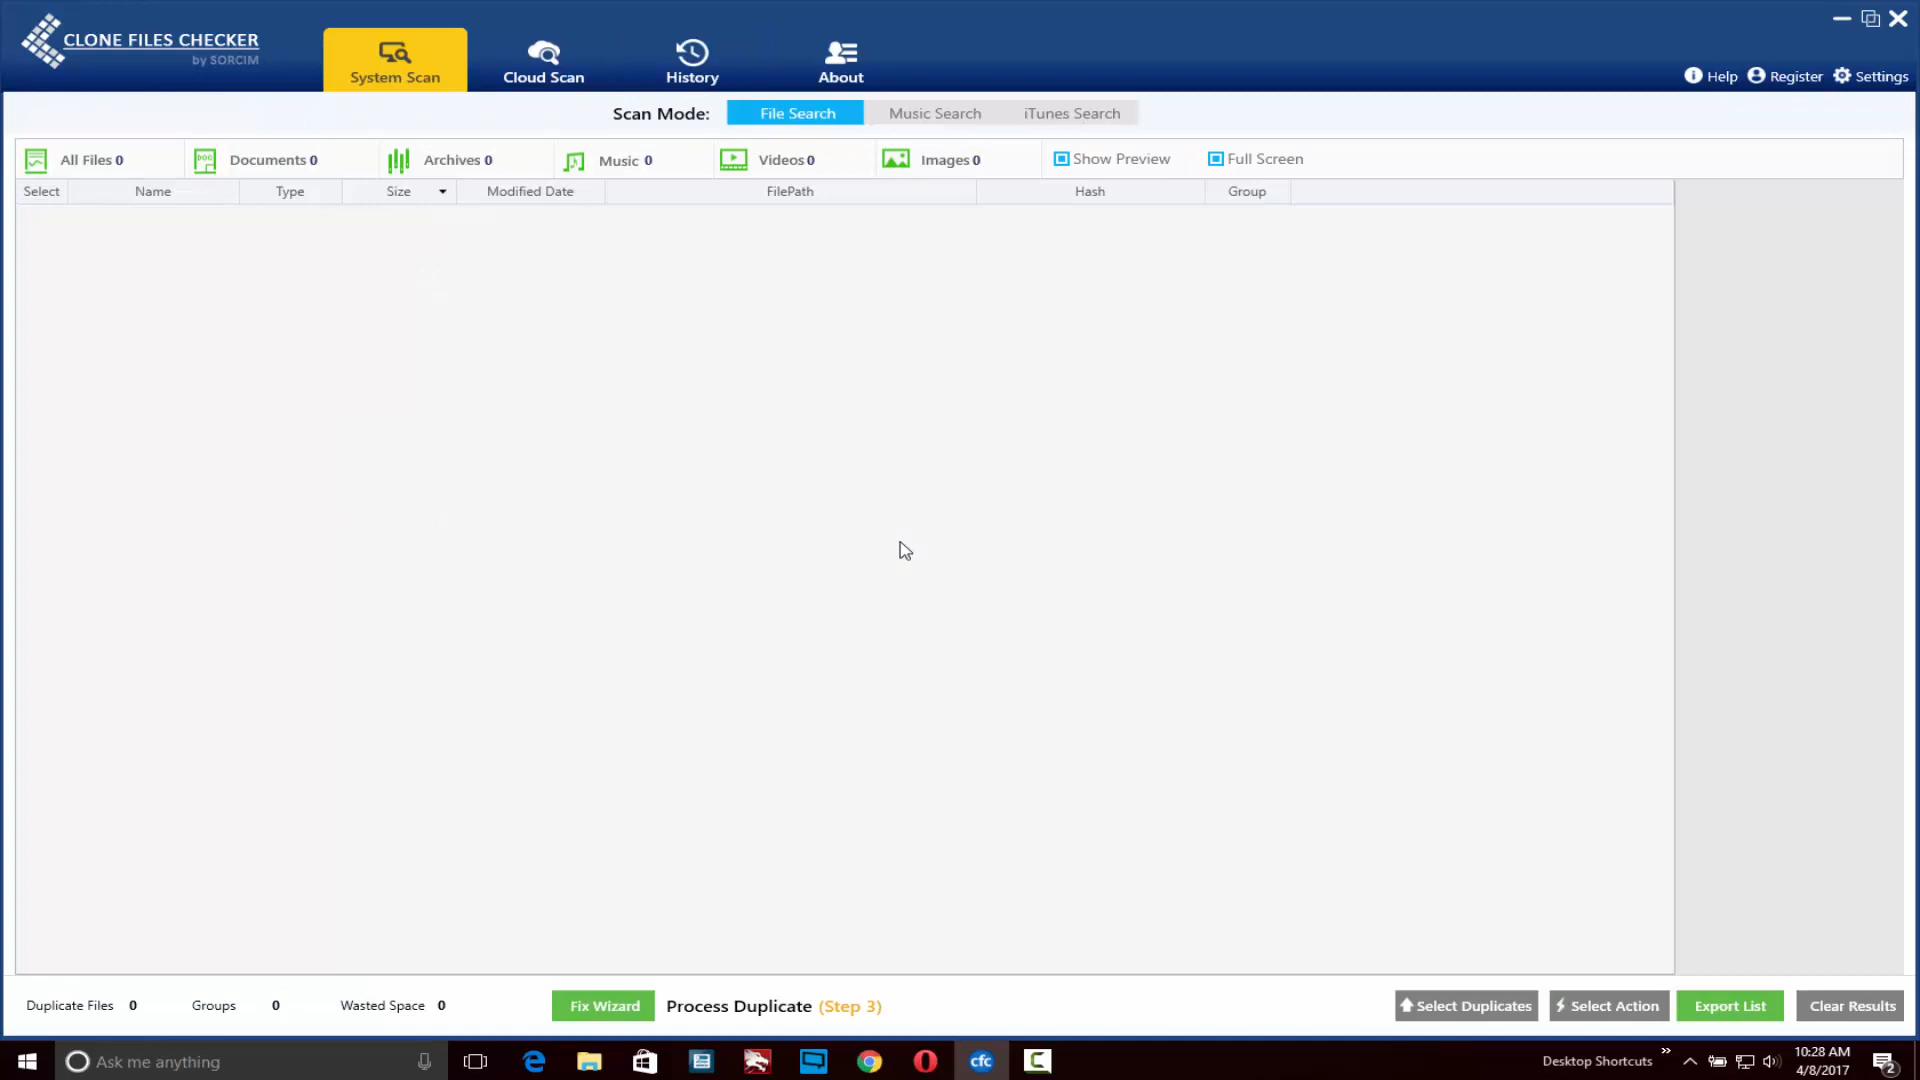 CLONE FILES CHECKER
by SORCIM
System Scan
Cloud Scan
History
About
Help
Register
Settings
Scan Mode: File Search Music Search iTunes Search
All Files 0 Documents 0 Archives 0 Music 0 Videos 0 Images 0 Show Preview Full Screen
Select Name Type Size Modified Date FilePath Hash Group
Duplicate Files 0 Groups 0 Wasted Space 0 Fix Wizard Process Duplicate (Step 3) Select Duplicates Select Action Export List Clear Results
Ask me anything
cfc
Desktop Shortcuts
10:28 AM
4/8/2017
2